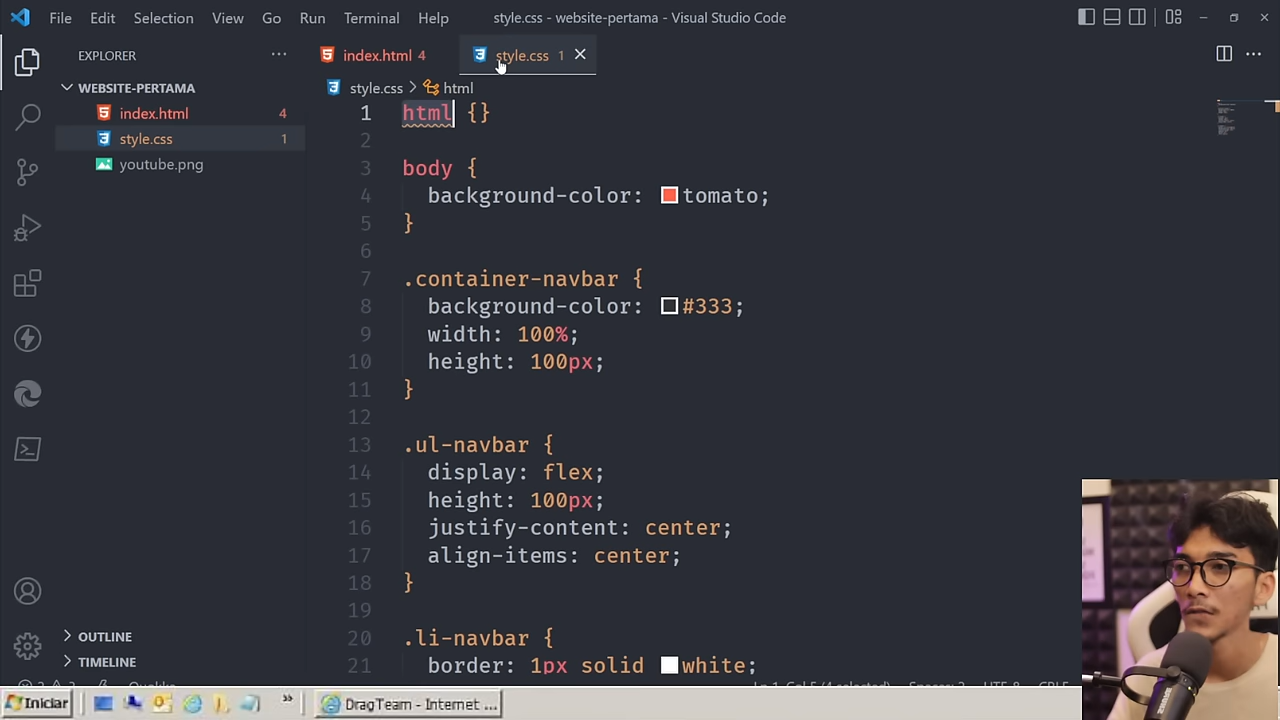 File Edit Selection View Go Run Terminal Help style.css - website-pertama - Visual Studio Code
EXPLORER
WEBSITE-PERTAMA
index.html 4
style.css 1
youtube.png
OUTLINE
TIMELINE
index.html 4 style.css 1
style.css > html
1 html {}
2
3 body {
4 background-color: tomato;
5 }
6
7 .container-navbar {
8 background-color: #333;
9 width: 100%;
10 height: 100px;
11 }
12
13 .ul-navbar {
14 display: flex;
15 height: 100px;
16 justify-content: center;
17 align-items: center;
18 }
19
20 .li-navbar {
21 border: 1px solid white;
Iniciar DragTeam - Internet ...